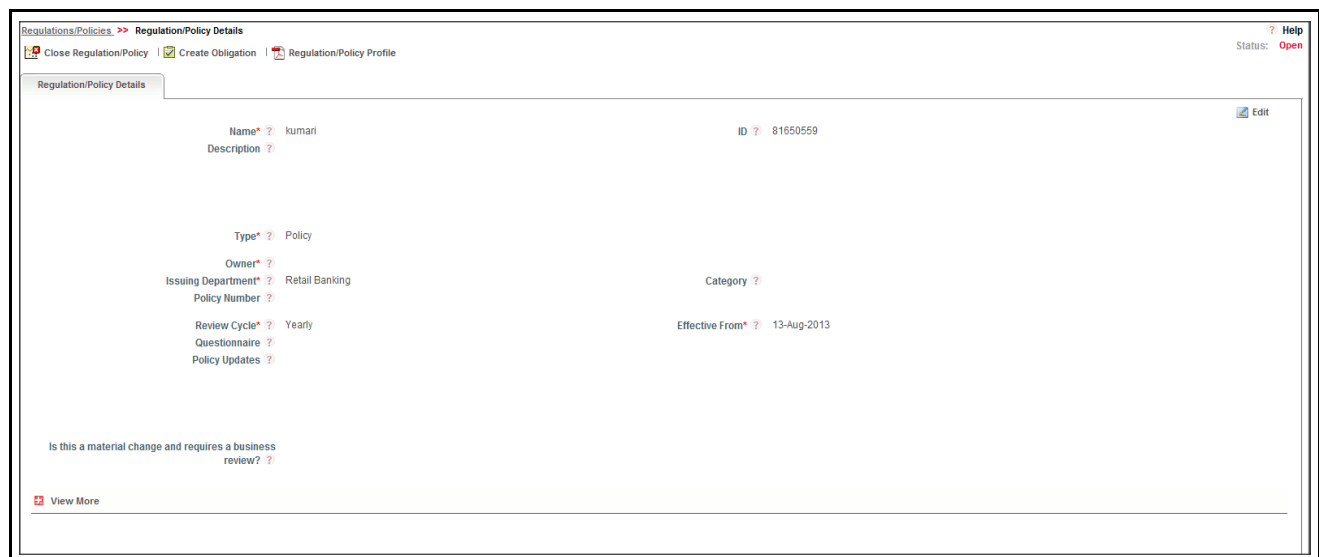 Regulations/Policies >> Regulation/Policy Details ? Help
Close Regulation/Policy | Create Obligation | Regulation/Policy Profile Status: Open
Regulation/Policy Details
Edit
Name* ? kumari ID ? 81650559
Description ?
Type* ? Policy
Owner* ?
Issuing Department* ? Retail Banking Category ?
Policy Number ?
Review Cycle* ? Yearly Effective From* ? 13-Aug-2013
Questionnaire ?
Policy Updates ?
Is this a material change and requires a business
review? ?
View More